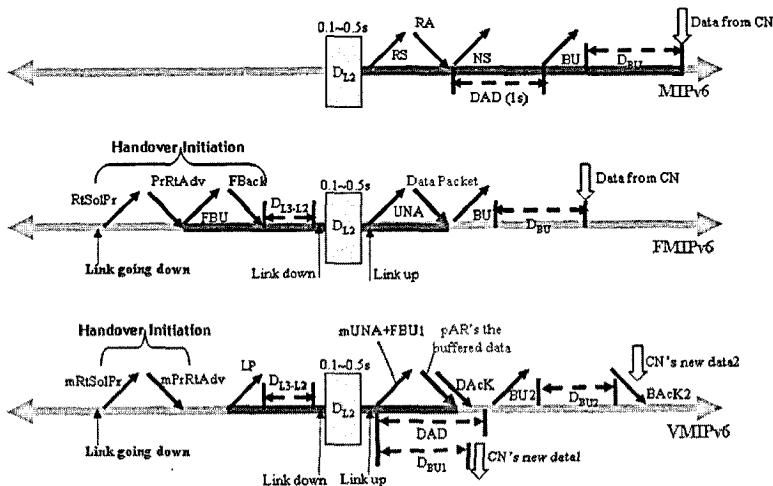 0.1~0.5s
RA
Data from CN
RS
NS
BU
D_BU
D_L2
DAD (1s)
MIPv6
Handover Initiation
PrRtAdv
FBack
RtSolPr
D_L3-L2
0.1~0.5s
Data Packet
Data from CN
FBU
UNA
BU
D_BU
D_L2
FMIPv6
Link going down
Link down
Link up
mUNA+FBU1
pAR's the
buffered data
Handover Initiation
LP
0.1~0.5s
CN's new data2
mRtSolPr
mPrRtAdv
D_L3-L2
DAcK
BU2
D_BU2
BAcK2
D_L2
VMIPv6
DAD
Link going down
Link down
Link up
D_BU1
CN's new data1